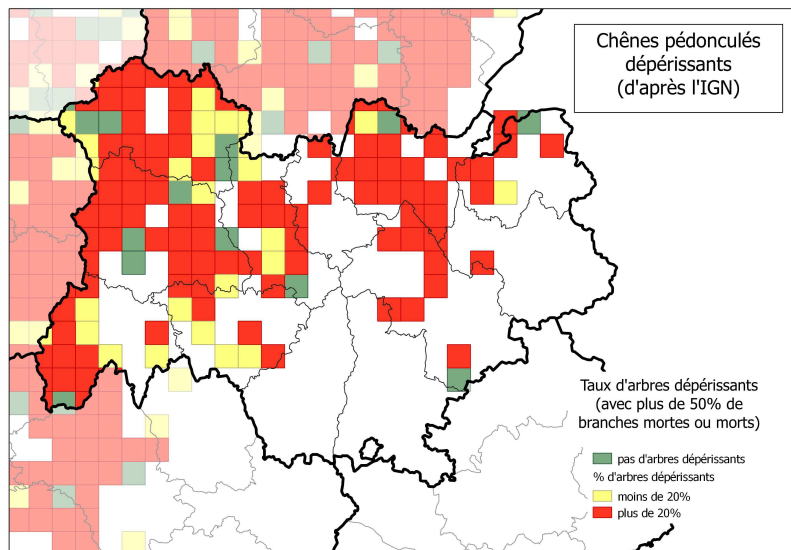 Chênes pédonculés
dépérissants
(d'après l'IGN)
Taux d'arbres dépérissants
(avec plus de 50% de
branches mortes ou morts)
pas d'arbres dépérissants
% d'arbres dépérissants
moins de 20%
plus de 20%